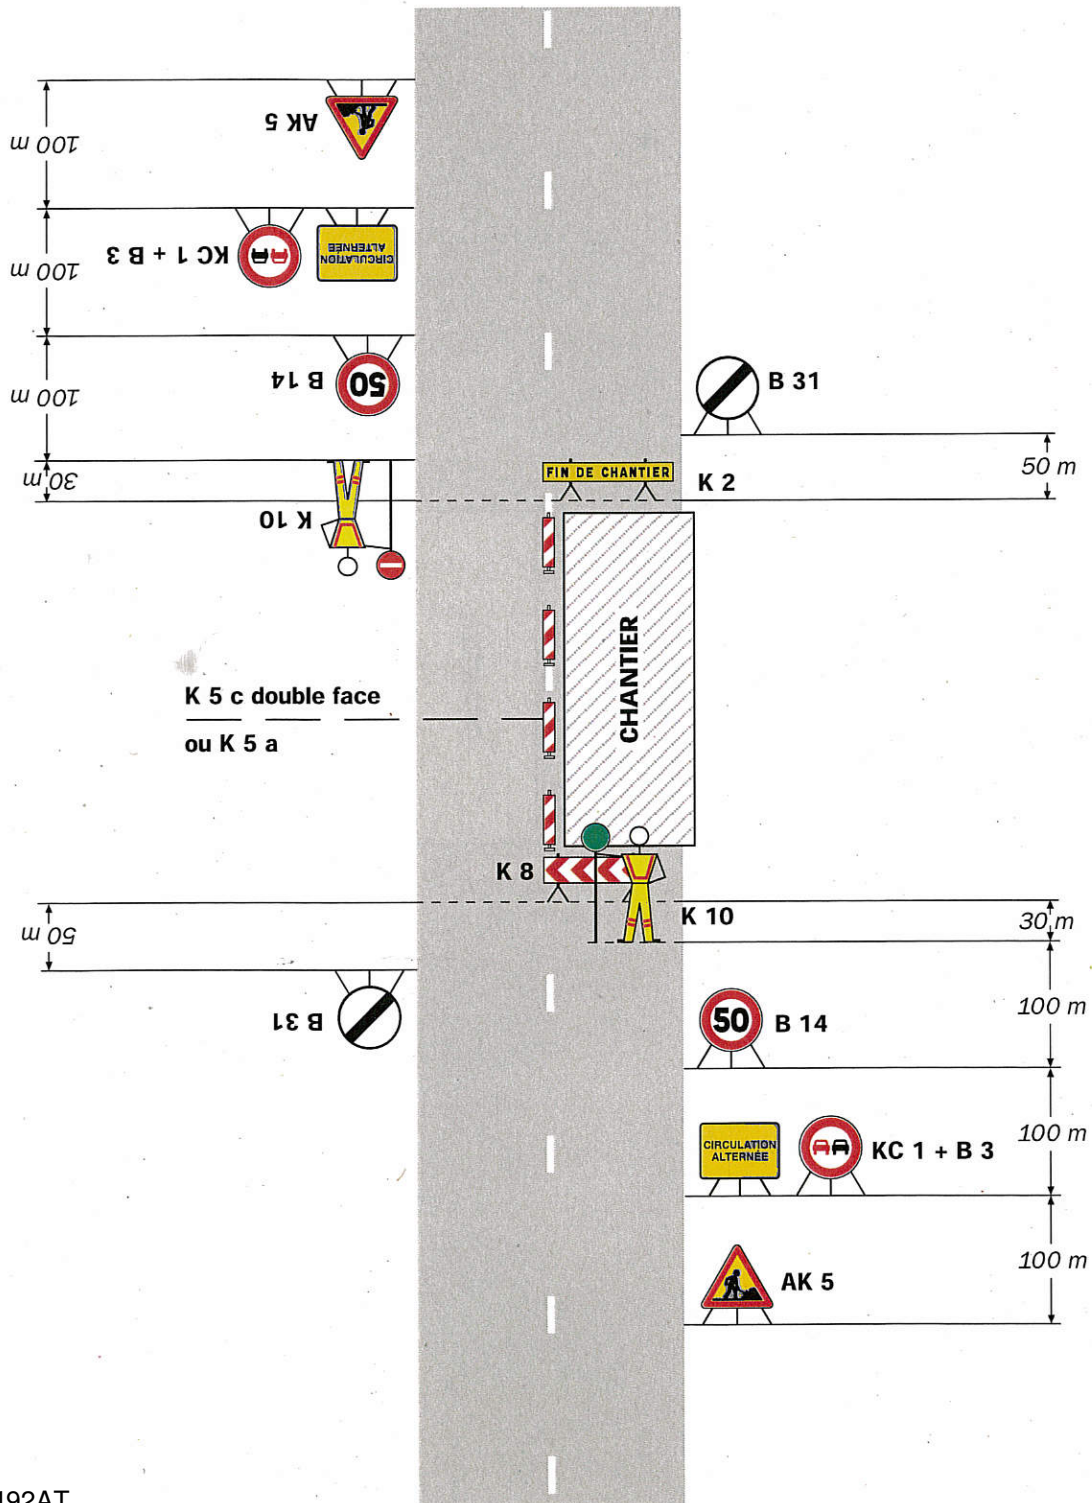 AK 5
100 m
CIRCULATION
ALTERNÉE
KC 1 + B 3
100 m
50
B 14
100 m
B 31
50 m
30 m
FIN DE CHANTIER
K 2
K 10
CHANTIER
K 5 c double face
ou K 5 a
K 8
K 10
30 m
50 m
B 31
50
B 14
100 m
CIRCULATION
ALTERNÉE
KC 1 + B 3
100 m
AK 5
100 m
192AT